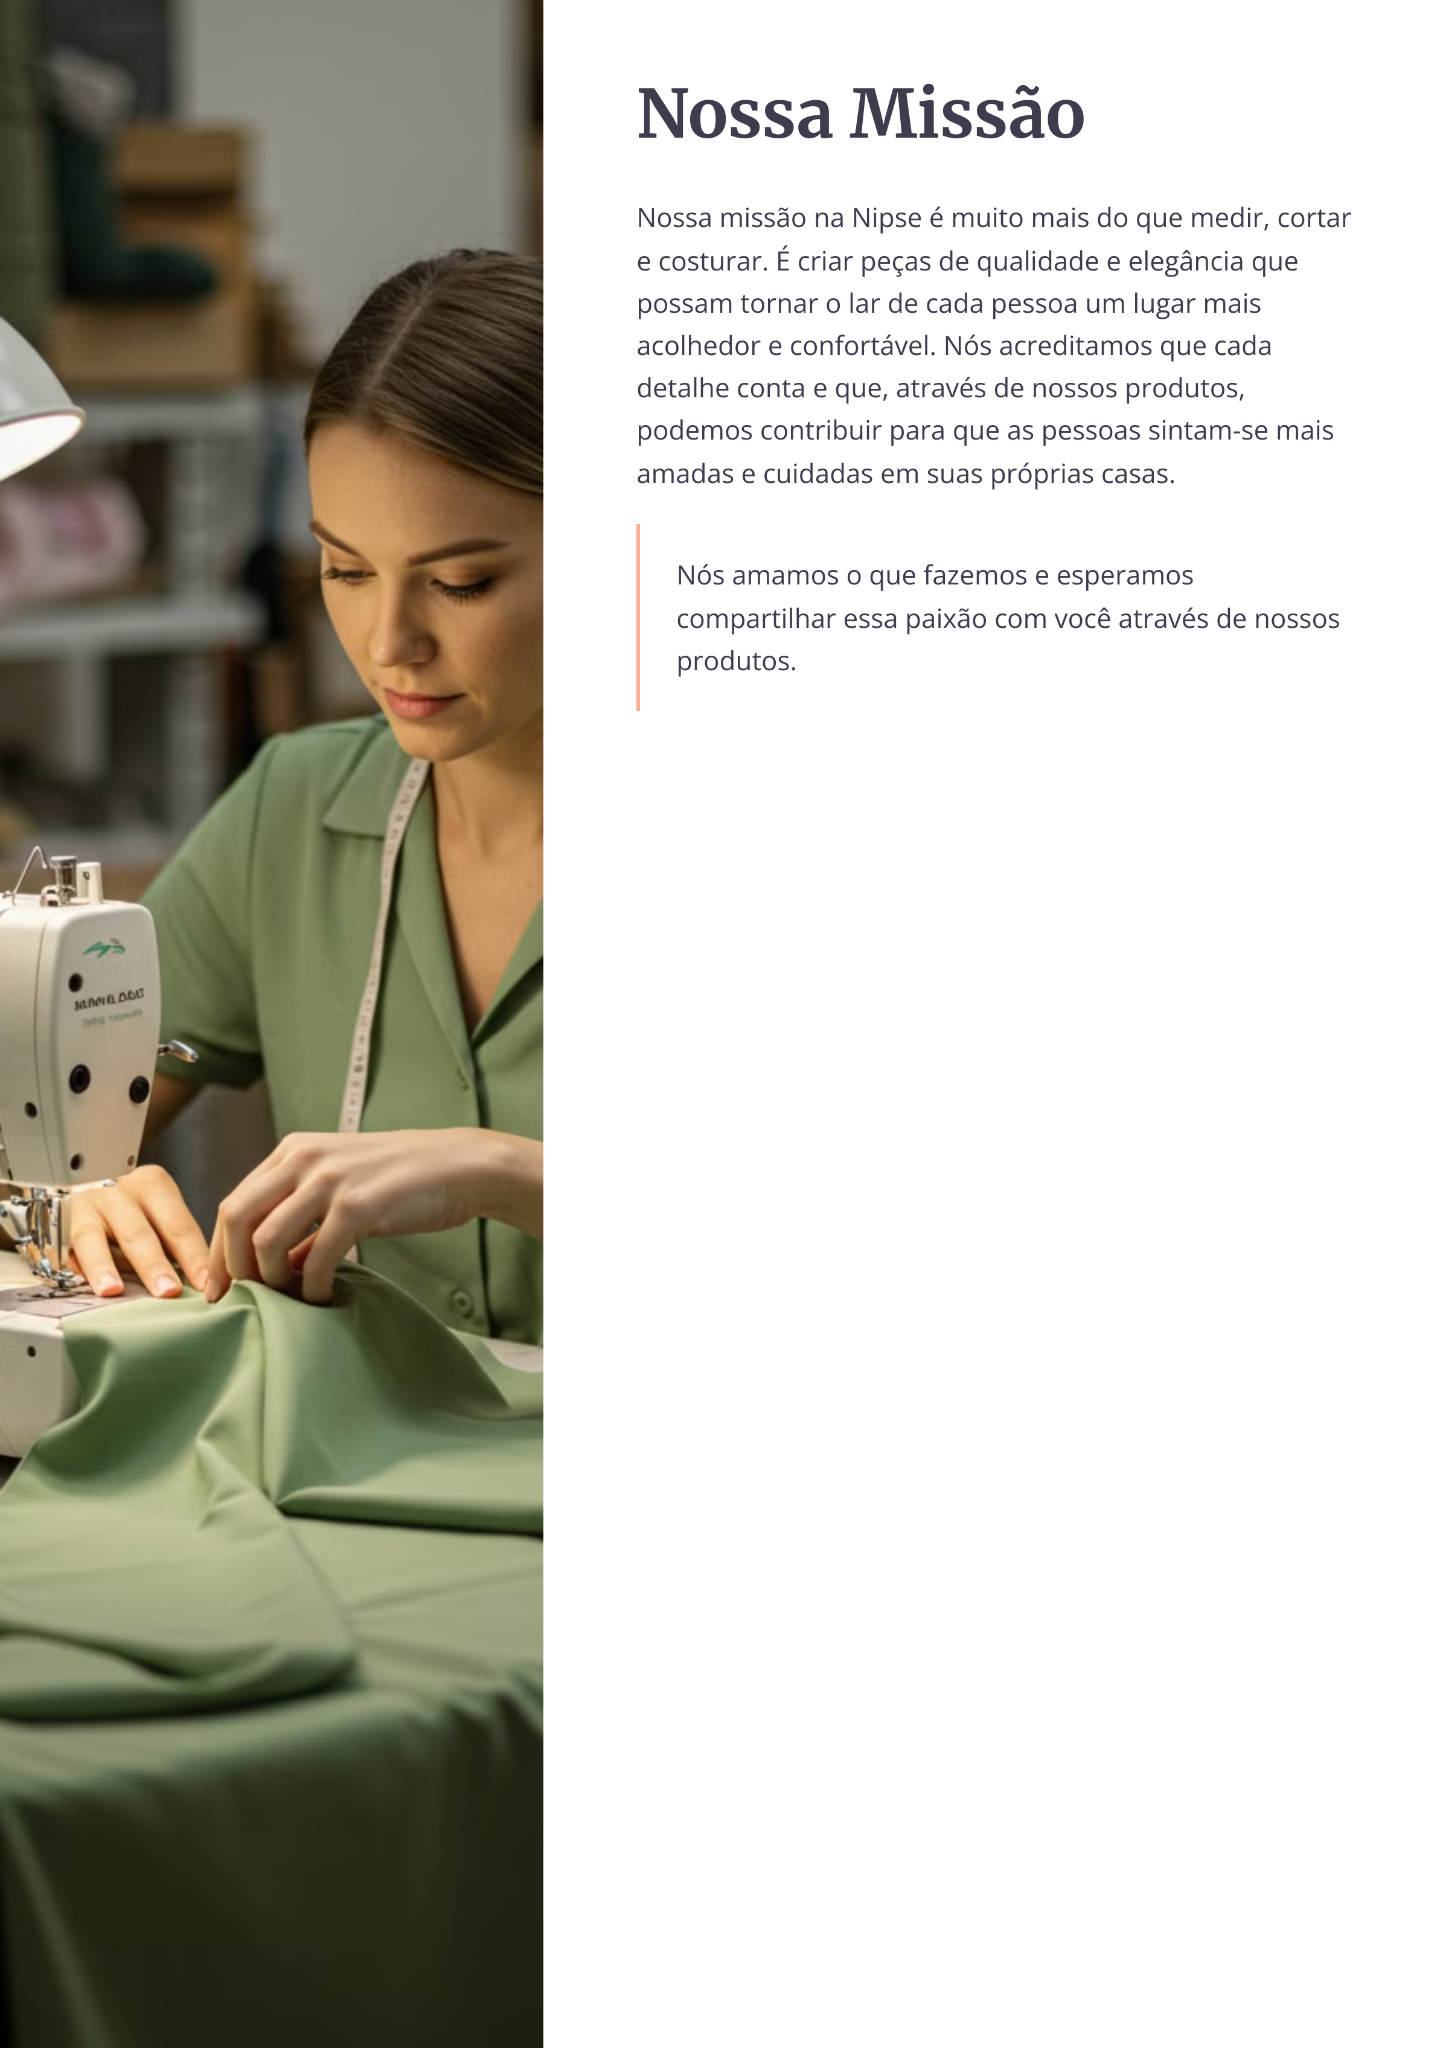 Nossa Missão
Nossa missão na Nipse é muito mais do que medir, cortar
e costurar. É criar peças de qualidade e elegância que
possam tornar o lar de cada pessoa um lugar mais
acolhedor e confortável. Nós acreditamos que cada
detalhe conta e que, através de nossos produtos,
podemos contribuir para que as pessoas sintam-se mais
amadas e cuidadas em suas próprias casas.
Nós amamos o que fazemos e esperamos
compartilhar essa paixão com você através de nossos
produtos.